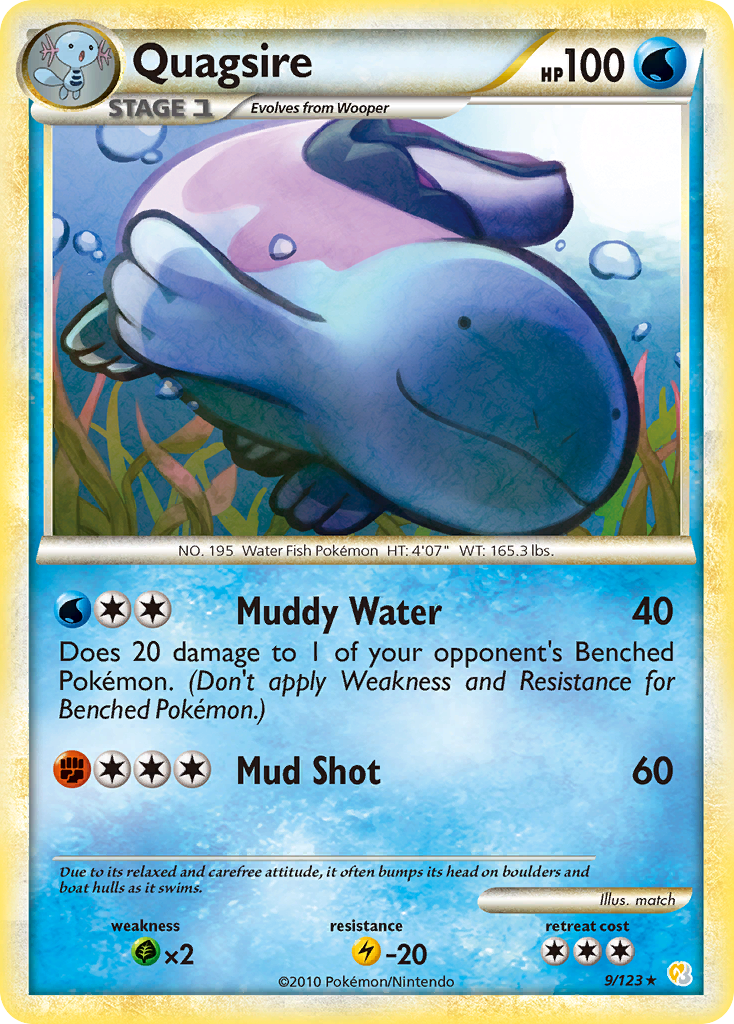 Quagsire
HP100
STAGE 1
Evolves from Wooper
NO. 195 Water Fish Pokémon HT: 4'07" WT: 165.3 lbs.
Muddy Water 40
Does 20 damage to 1 of your opponent's Benched
Pokémon. (Don't apply Weakness and Resistance for
Benched Pokémon.)
Mud Shot 60
Due to its relaxed and carefree attitude, it often bumps its head on boulders and
boat hulls as it swims.
Illus. match
weakness resistance retreat cost
×2 -20
©2010 Pokémon/Nintendo 9/123★